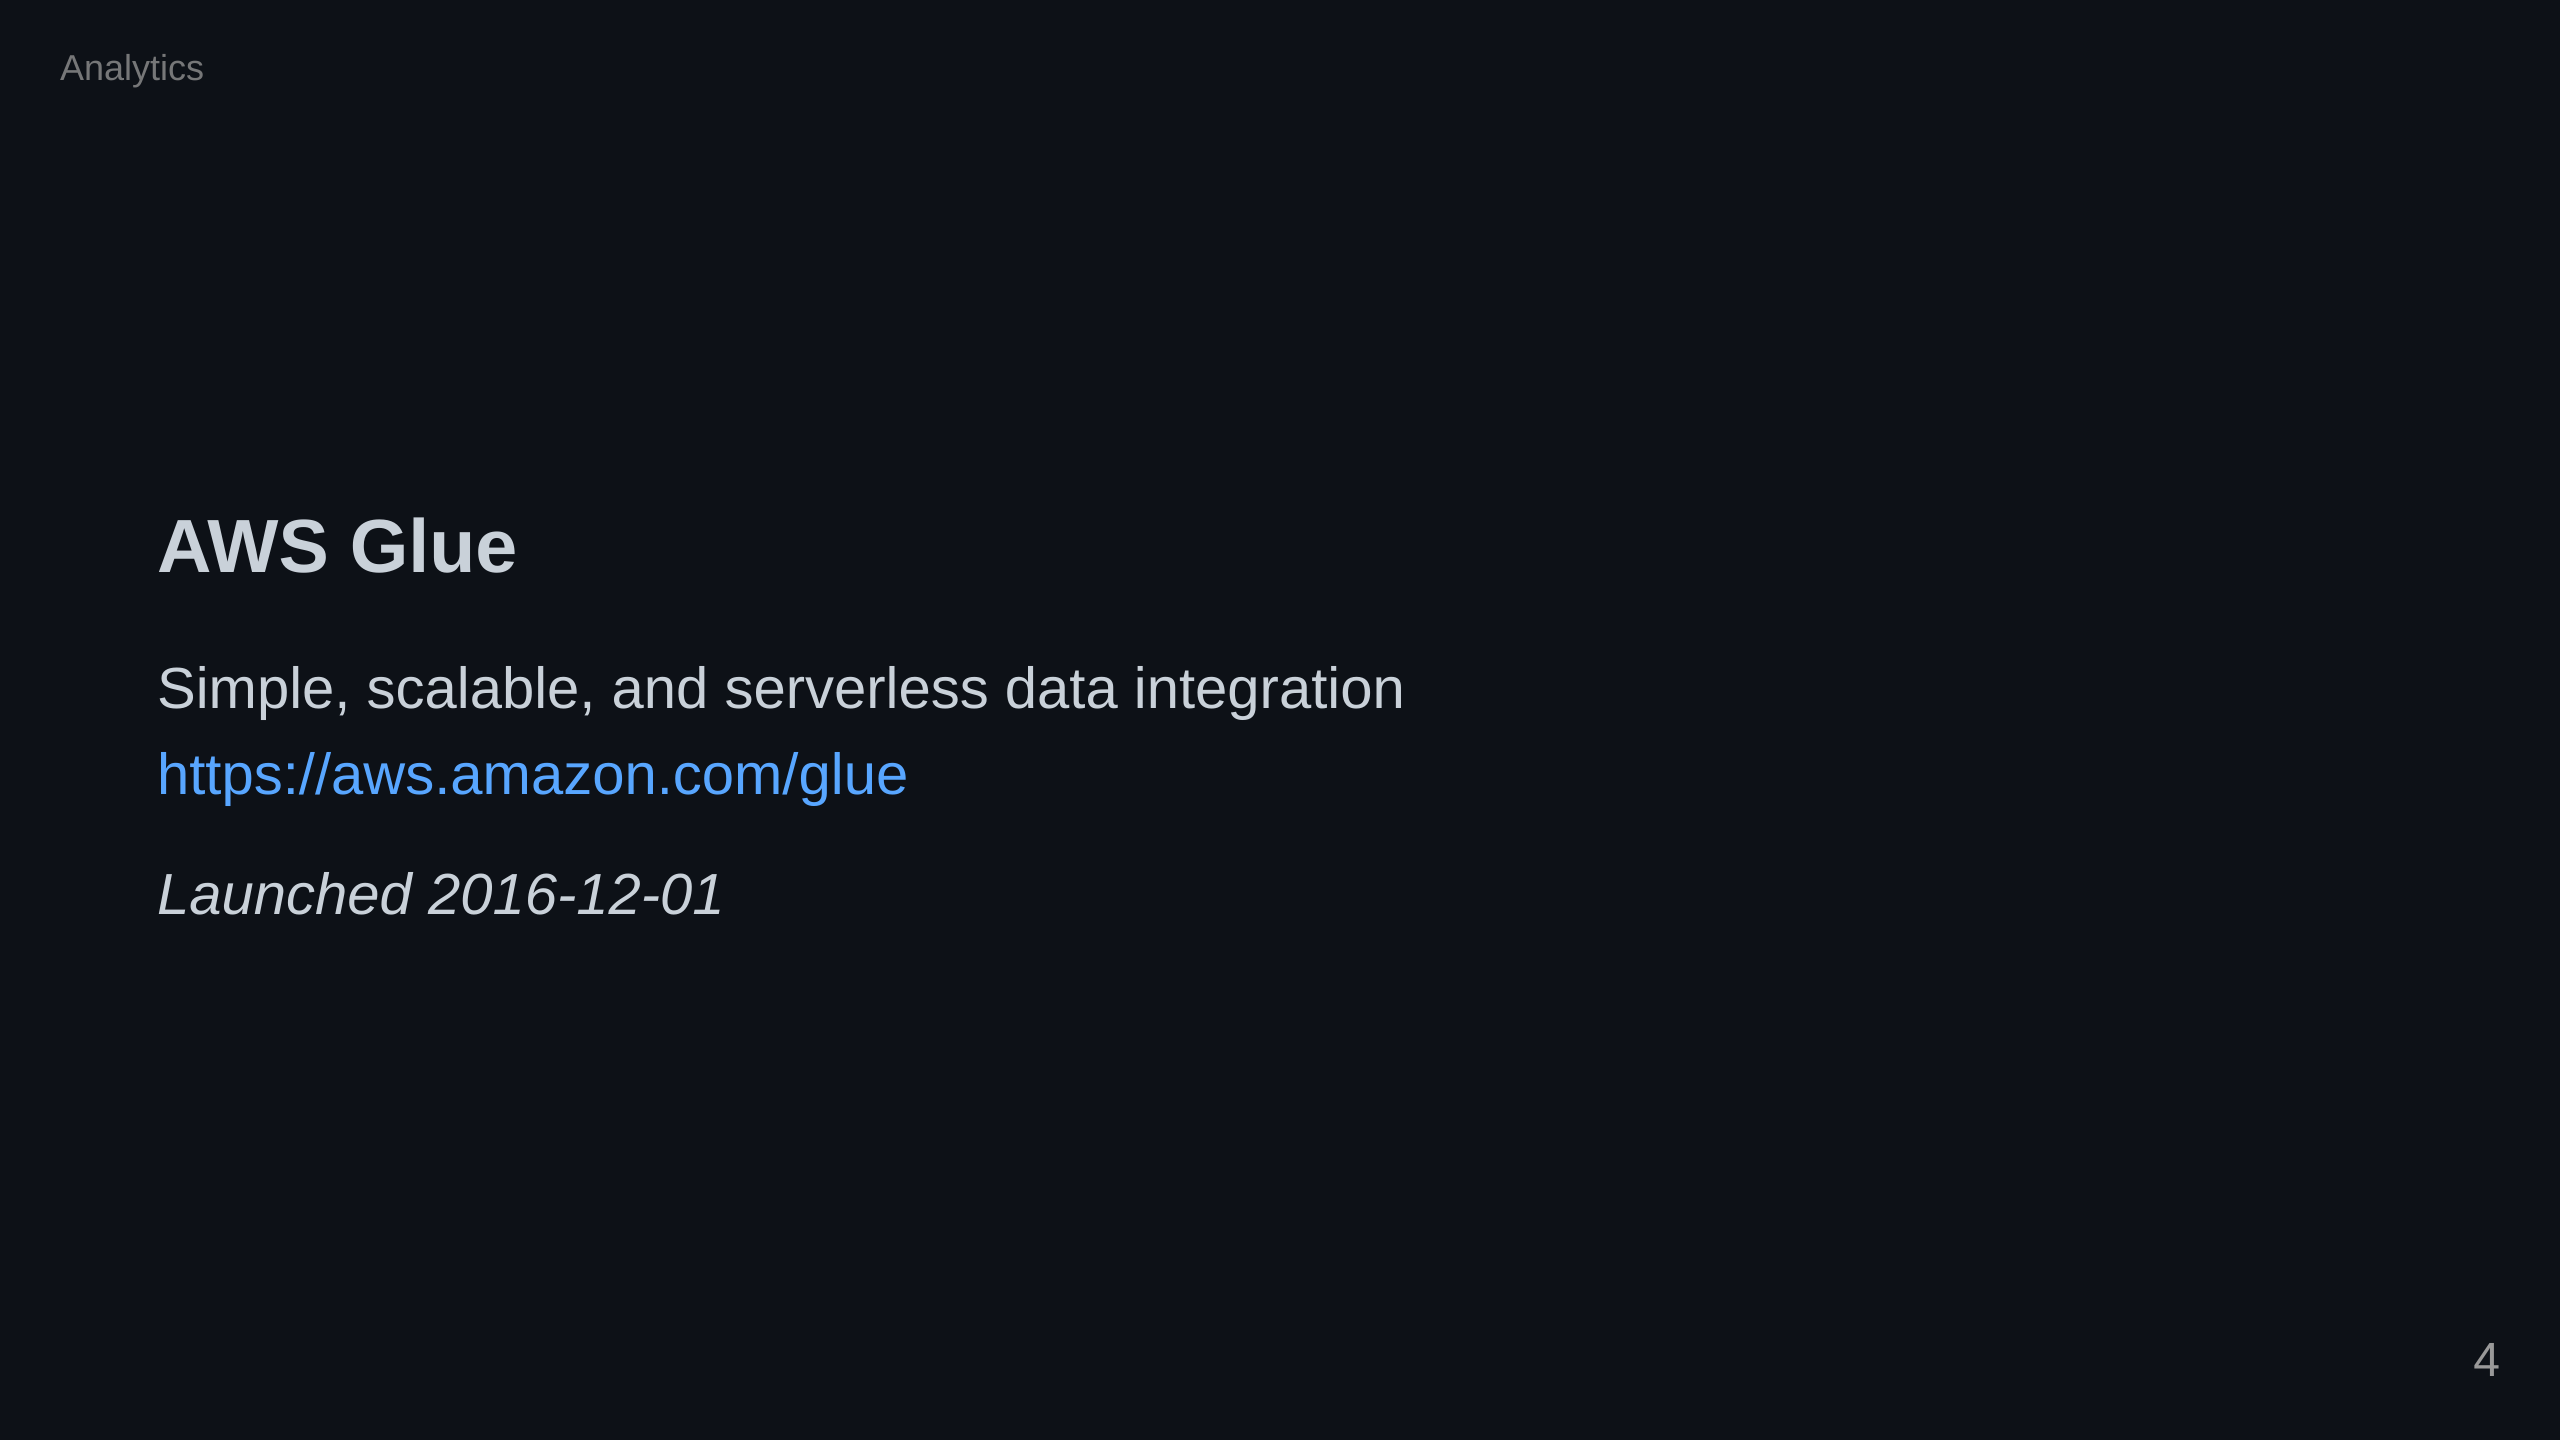 Analytics
AWS Glue
Simple, scalable, and serverless data integration
https://aws.amazon.com/glue
Launched 2016-12-01
4